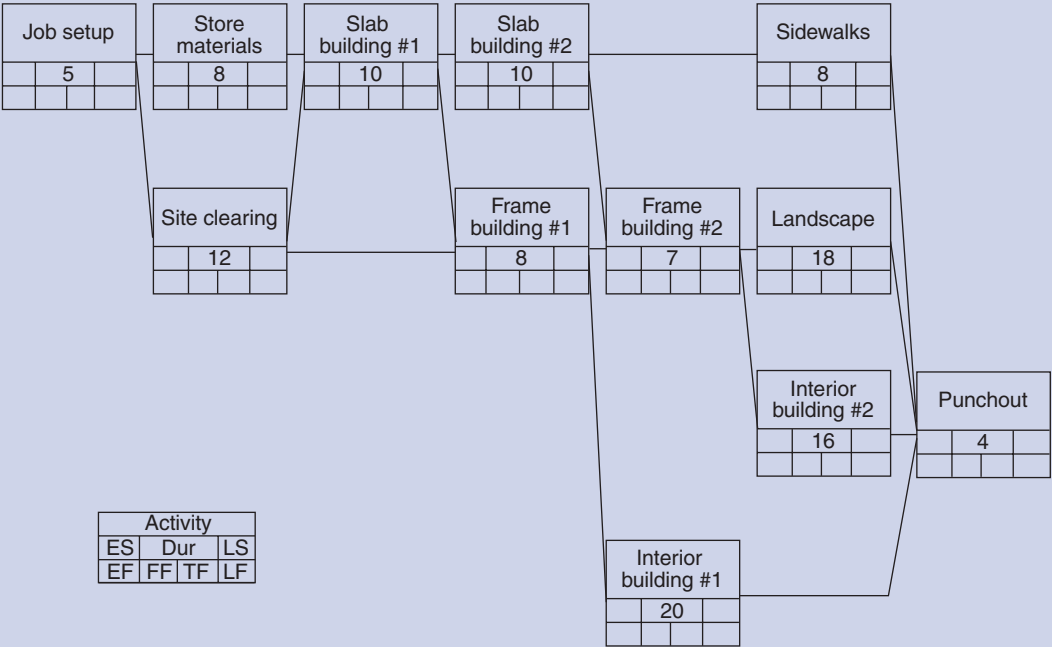 Job setup
5
Store
materials
8
Slab
building #1
10
Slab
building #2
10
Sidewalks
8
Site clearing
12
Frame
building #1
8
Frame
building #2
7
Landscape
18
Interior
building #2
16
Punchout
4
Interior
building #1
20
Activity
ES Dur LS
EF FF TF LF